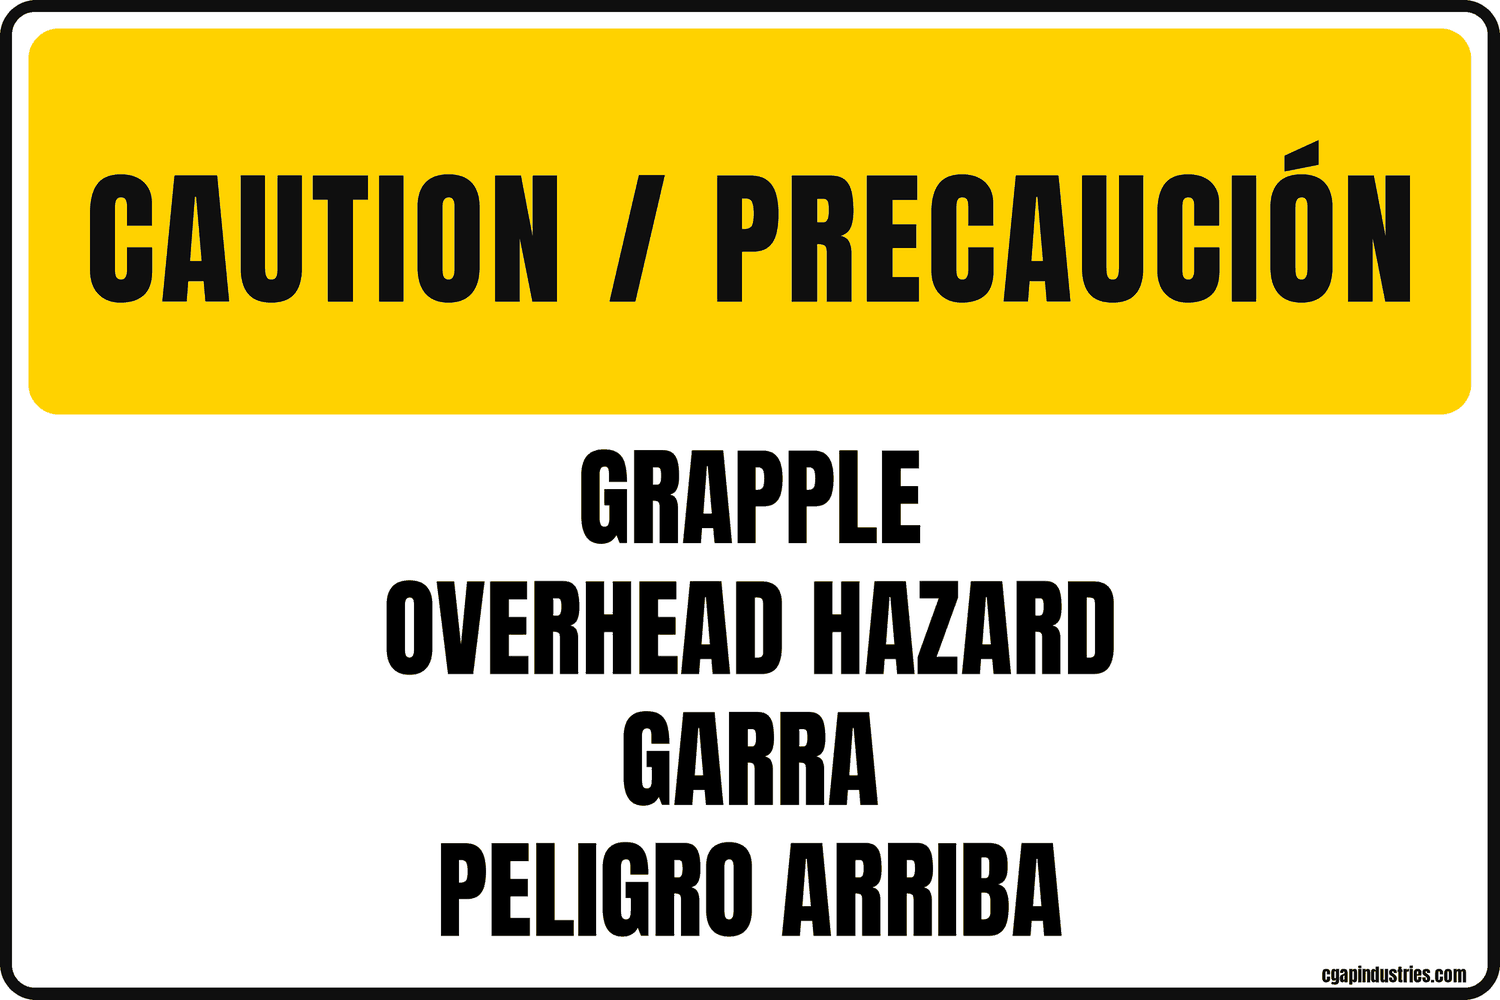 CAUTION / PRECAUCIÓN
GRAPPLE
OVERHEAD HAZARD
GARRA
PELIGRO ARRIBA
cgapindustries.com